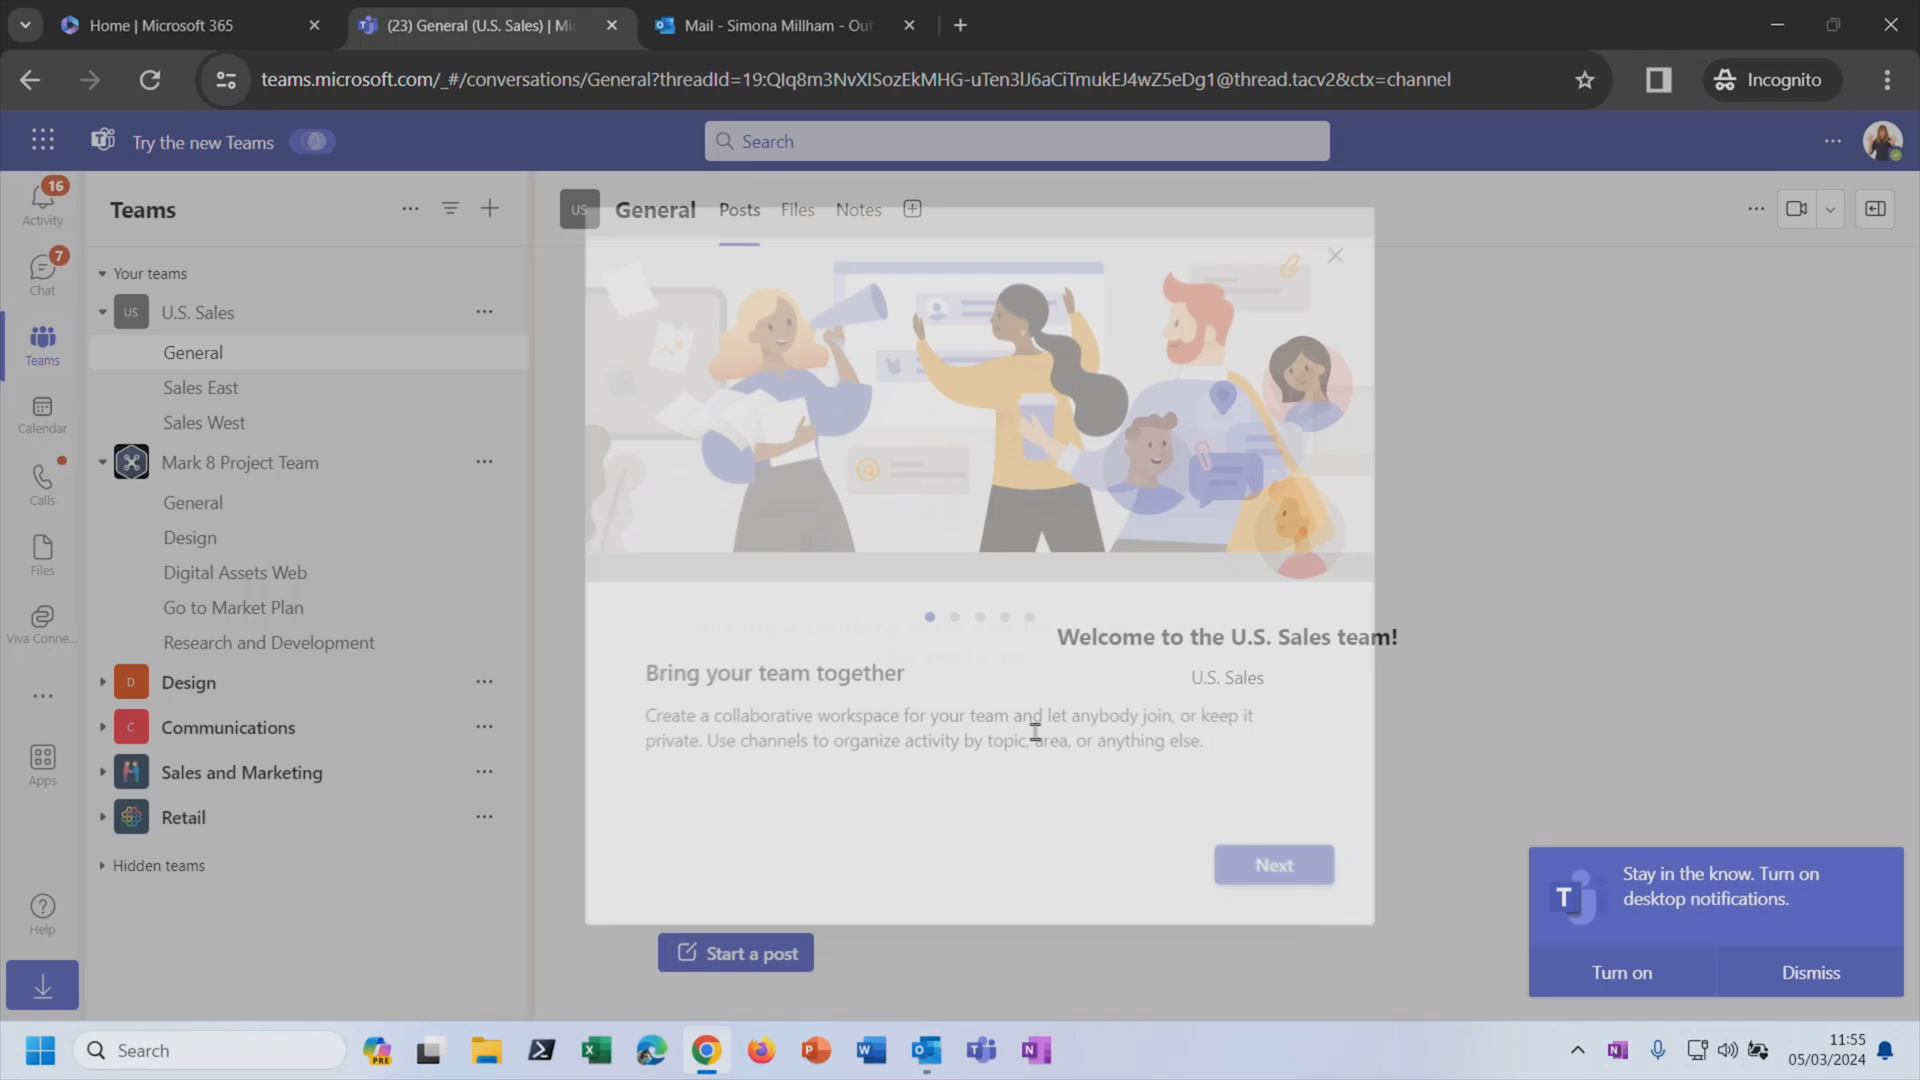 Home | Microsoft 365
(23) General (U.S. Sales) | Mi
Mail - Simona Millham - Out
teams.microsoft.com/_#/conversations/General?threadId=19:QIq8m3NvXISozEkMHG-uTen3lJ6aCiTmukEJ4wZ5eDg1@thread.tacv2&ctx=channel
Incognito
Try the new Teams
Search
16
Activity
7
Chat
Teams
Calendar
Calls
Files
Viva Conne...
Apps
Help
Teams
Your teams
US
U.S. Sales
General
Sales East
Sales West
Mark 8 Project Team
General
Design
Digital Assets Web
Go to Market Plan
Research and Development
D
Design
C
Communications
Sales and Marketing
Retail
Hidden teams
US
General
Posts
Files
Notes
Welcome to the U.S. Sales team!
U.S. Sales
Bring your team together
Create a collaborative workspace for your team and let anybody join, or keep it
private. Use channels to organize activity by topic, area, or anything else.
Next
Start a post
T
Stay in the know. Turn on
desktop notifications.
Turn on
Dismiss
Search
PRE
11:55
05/03/2024